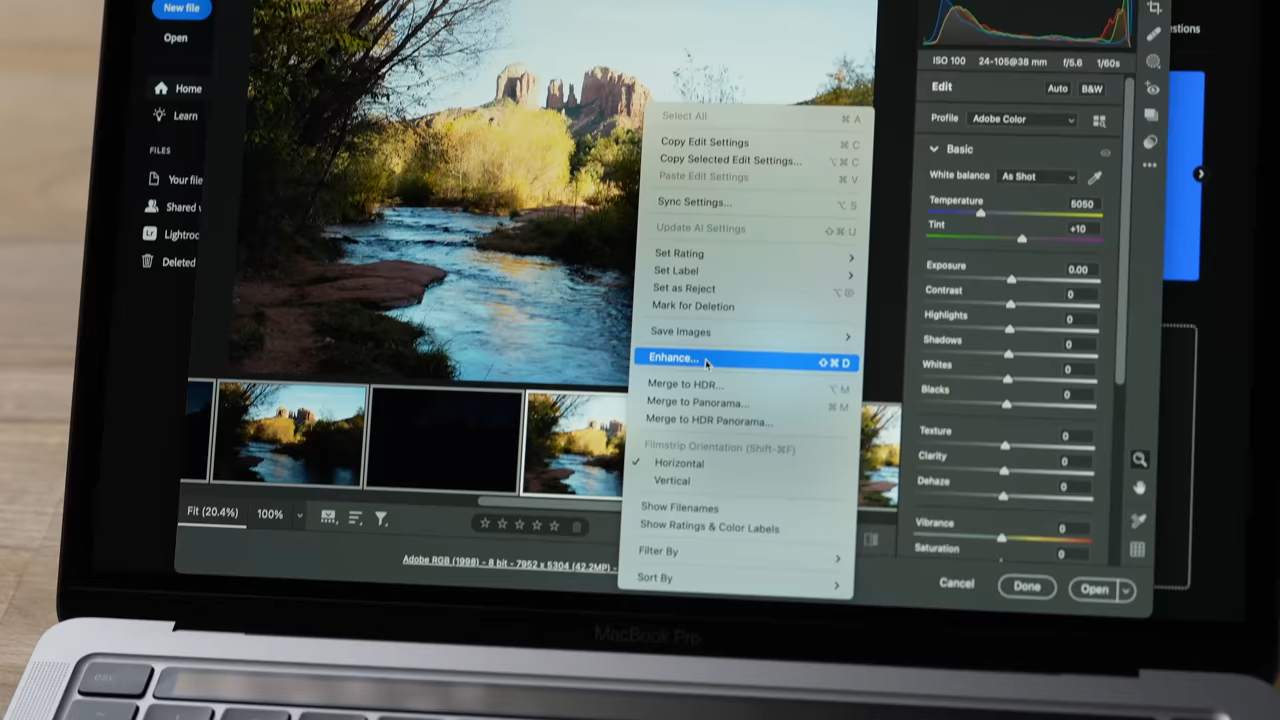 New file
Open
Home
Learn
FILES
Your file
Shared
Lr Lightroo
Deleted
Select All ⌘ A
Copy Edit Settings ⌘ C
Copy Selected Edit Settings... ⌥⌘ C
Paste Edit Settings ⌘ V
Sync Settings... ⌥ S
Update AI Settings ⇧⌘ U
Set Rating
Set Label
Set as Reject ⌥⌫
Mark for Deletion
Save Images
Enhance... ⇧⌘ D
Merge to HDR... ⌥ M
Merge to Panorama... ⌘ M
Merge to HDR Panorama...
Filmstrip Orientation (Shift-⌘F)
✓ Horizontal
Vertical
Show Filenames
Show Ratings & Color Labels
Filter By
Sort By
Fit (20.4%) 100%
Adobe RGB (1998) - 8 bit - 7952 x 5304 (42.2MP) -
ISO 100 24-105@38 mm f/5.6 1/60s
Edit Auto B&W
Profile Adobe Color
Basic
White balance As Shot
Temperature 5050
Tint +10
Exposure 0.00
Contrast 0
Highlights 0
Shadows 0
Whites 0
Blacks 0
Texture 0
Clarity 0
Dehaze 0
Vibrance 0
Saturation 0
Cancel Done Open
stions
MacBook Pro
esc